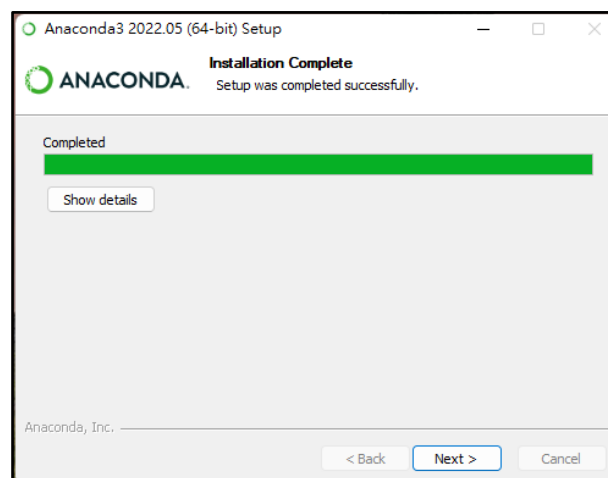 Anaconda3 2022.05 (64-bit) Setup
ANACONDA.
Installation Complete
Setup was completed successfully.
Completed
Show details
Anaconda, Inc.
< Back
Next >
Cancel